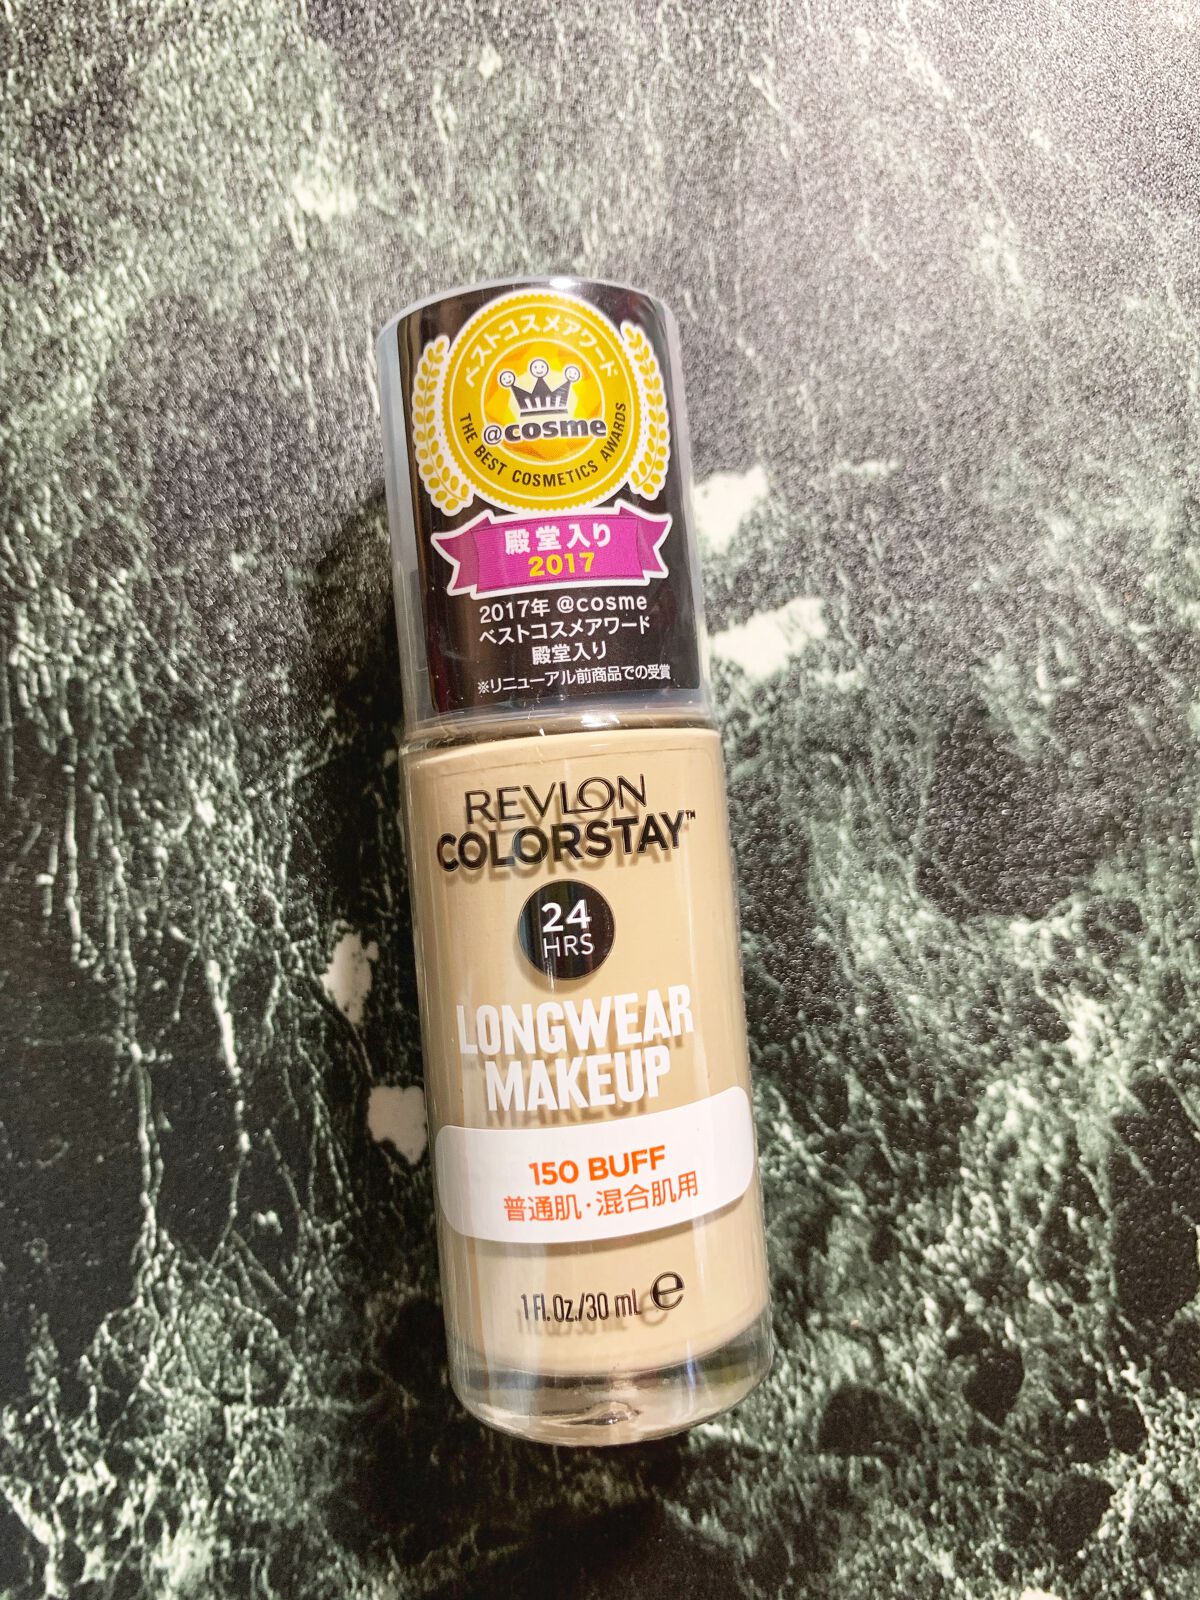 ベストコスメアワード
@cosme
THE BEST COSMETICS AWARDS
殿堂入り
2017
2017年 @cosme
ベストコスメアワード
殿堂入り
※リニューアル前商品での受賞
REVLON
COLORSTAY™
24
HRS
LONGWEAR
MAKEUP
150 BUFF
普通肌・混合肌用
1 Fl. Oz./30 mL ℮